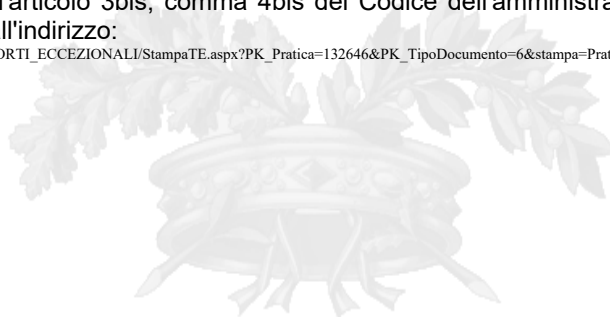 l'articolo 3bis, comma 4bis del Codice dell'amministra
all'indirizzo:
ORTI_ECCEZIONALI/StampaTE.aspx?PK_Pratica=132646&PK_TipoDocumento=6&stampa=Prat